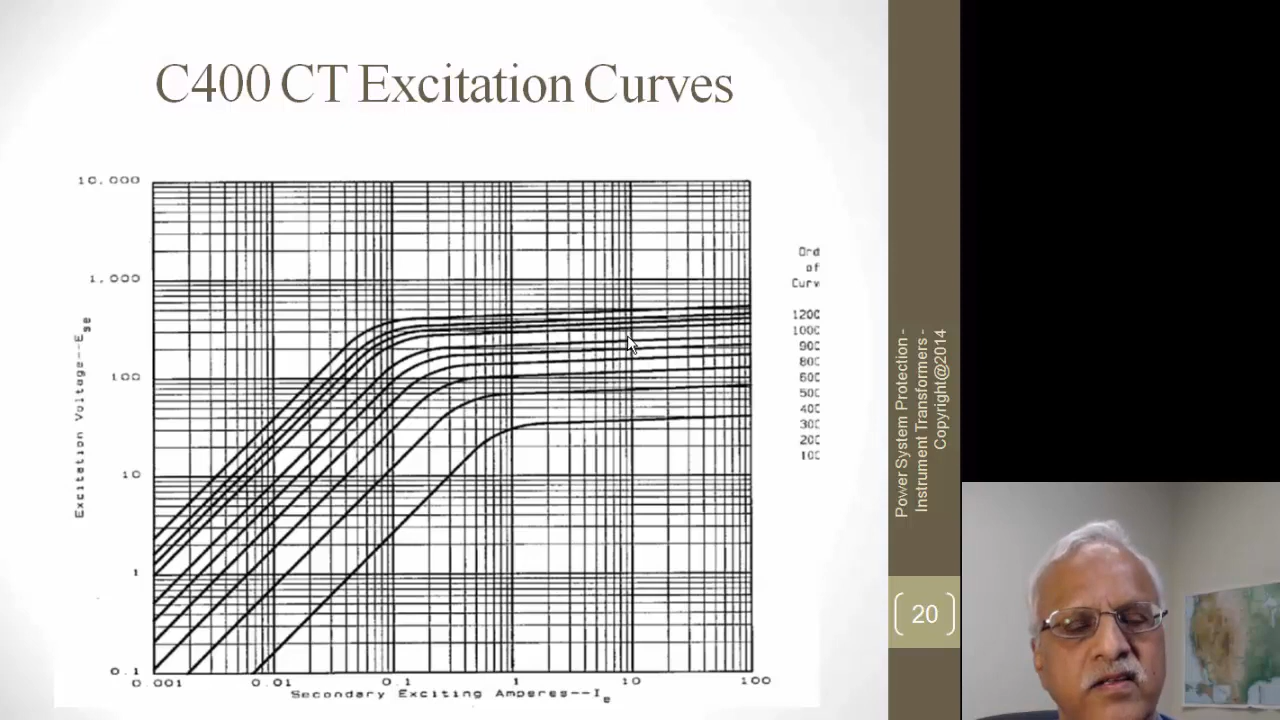 C400 CT Excitation Curves
10,000
1,000
100
10
1
0.1
Excitation Voltage--E
se
0.001
0.01
0.1
1
10
100
Secondary Exciting Amperes--I
e
Ord
of
Curv
1200
1000
900
800
600
500
400
300
200
100
Power System Protection -
Instrument Transformers -
Copyright@2014
20